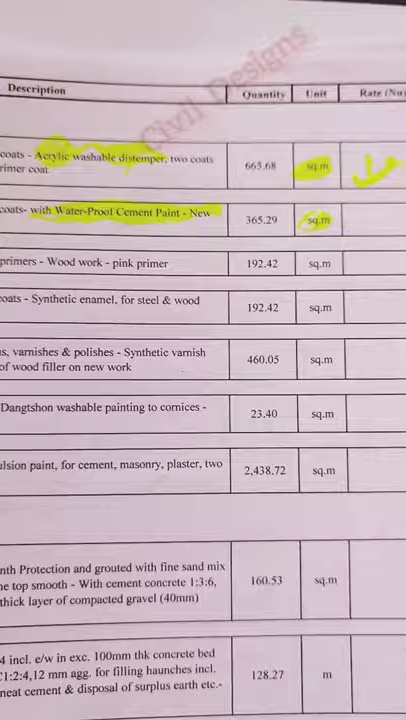 Civil Designs
Description
Quantity
Unit
Rate (Nu)
coats - Acrylic washable distemper, two coats
rimer coat
665.68
sq.m
coats- with Water-Proof Cement Paint - New
365.29
sq.m
primers - Wood work - pink primer
192.42
sq.m
coats - Synthetic enamel, for steel & wood
192.42
sq.m
s, varnishes & polishes - Synthetic varnish
of wood filler on new work
460.05
sq.m
Dangtshon washable painting to cornices -
23.40
sq.m
ulsion paint, for cement, masonry, plaster, two
2,438.72
sq.m
nth Protection and grouted with fine sand mix
e top smooth - With cement concrete 1:3:6,
thick layer of compacted gravel (40mm)
160.53
sq.m
4 incl. e/w in exc. 100mm thk concrete bed
C1:2:4,12 mm agg. for filling haunches incl.
neat cement & disposal of surplus earth etc.-
128.27
m